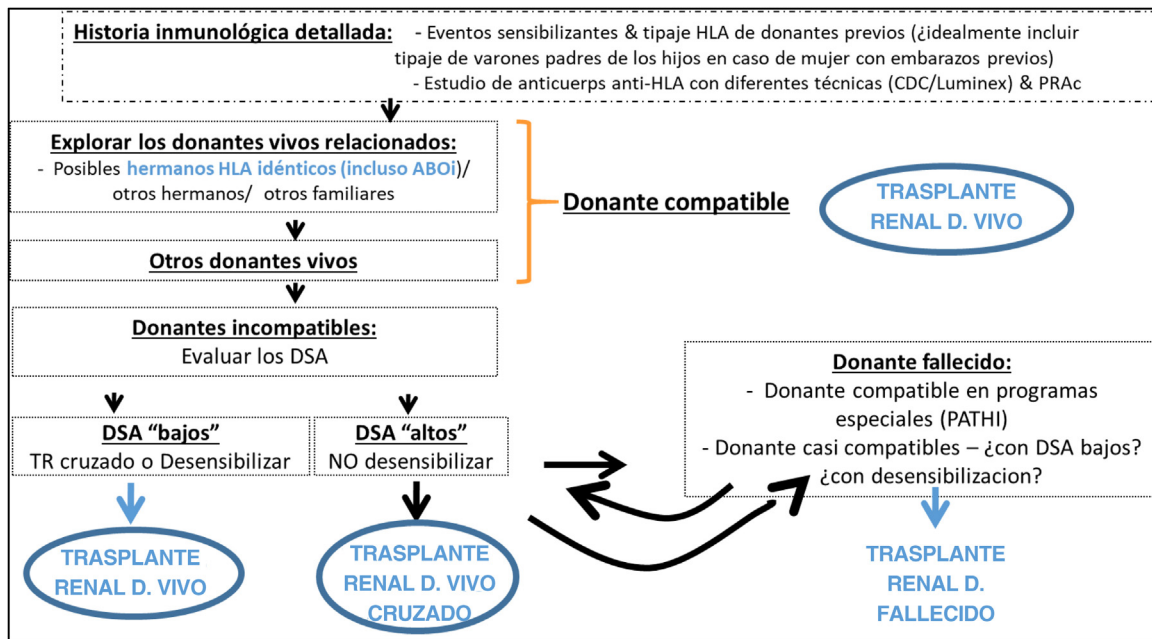 Historia inmunológica detallada: - Eventos sensibilizantes & tipaje HLA de donantes previos (¿idealmente incluir
tipaje de varones padres de los hijos en caso de mujer con embarazos previos)
- Estudio de anticuerps anti-HLA con diferentes técnicas (CDC/Luminex) & PRAc
Explorar los donantes vivos relacionados:
- Posibles hermanos HLA idénticos (incluso ABOi)/
otros hermanos/ otros familiares
Donante compatible
TRASPLANTE
RENAL D. VIVO
Otros donantes vivos
Donantes incompatibles:
Evaluar los DSA
DSA “bajos”
TR cruzado o Desensibilizar
DSA “altos”
NO desensibilizar
Donante fallecido:
- Donante compatible en programas
especiales (PATHI)
- Donante casi compatibles – ¿con DSA bajos?
¿con desensibilizacion?
TRASPLANTE
RENAL D. VIVO
TRASPLANTE
RENAL D. VIVO
CRUZADO
TRASPLANTE
RENAL D.
FALLECIDO